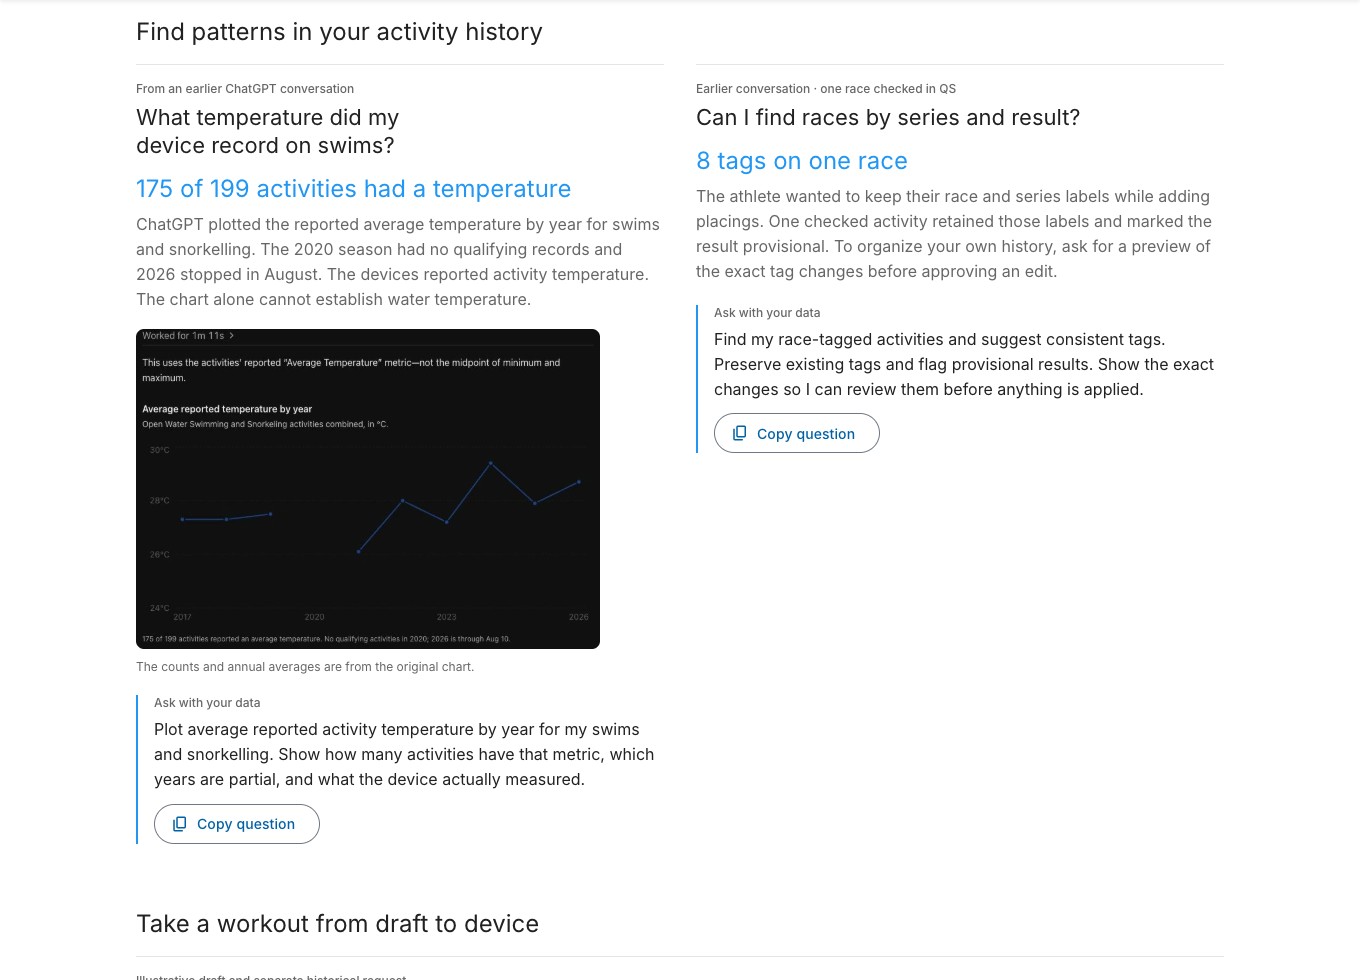 Find patterns in your activity history
From an earlier ChatGPT conversation
What temperature did my
device record on swims?
175 of 199 activities had a temperature
ChatGPT plotted the reported average temperature by year for swims
and snorkelling. The 2020 season had no qualifying records and
2026 stopped in August. The devices reported activity temperature.
The chart alone cannot establish water temperature.
Worked for 1m 11s >
This uses the activities' reported “Average Temperature” metric—not the midpoint of minimum and
maximum.
Average reported temperature by year
Open Water Swimming and Snorkeling activities combined, in °C.
30°C
28°C
26°C
24°C
2017 2020 2023 2026
175 of 199 activities reported an average temperature. No qualifying activities in 2020; 2026 is through Aug 10.
The counts and annual averages are from the original chart.
Ask with your data
Plot average reported activity temperature by year for my swims
and snorkelling. Show how many activities have that metric, which
years are partial, and what the device actually measured.
Copy question
Earlier conversation · one race checked in QS
Can I find races by series and result?
8 tags on one race
The athlete wanted to keep their race and series labels while adding
placings. One checked activity retained those labels and marked the
result provisional. To organize your own history, ask for a preview of
the exact tag changes before approving an edit.
Ask with your data
Find my race-tagged activities and suggest consistent tags.
Preserve existing tags and flag provisional results. Show the exact
changes so I can review them before anything is applied.
Copy question
Take a workout from draft to device
Illustrative draft and separate historical request